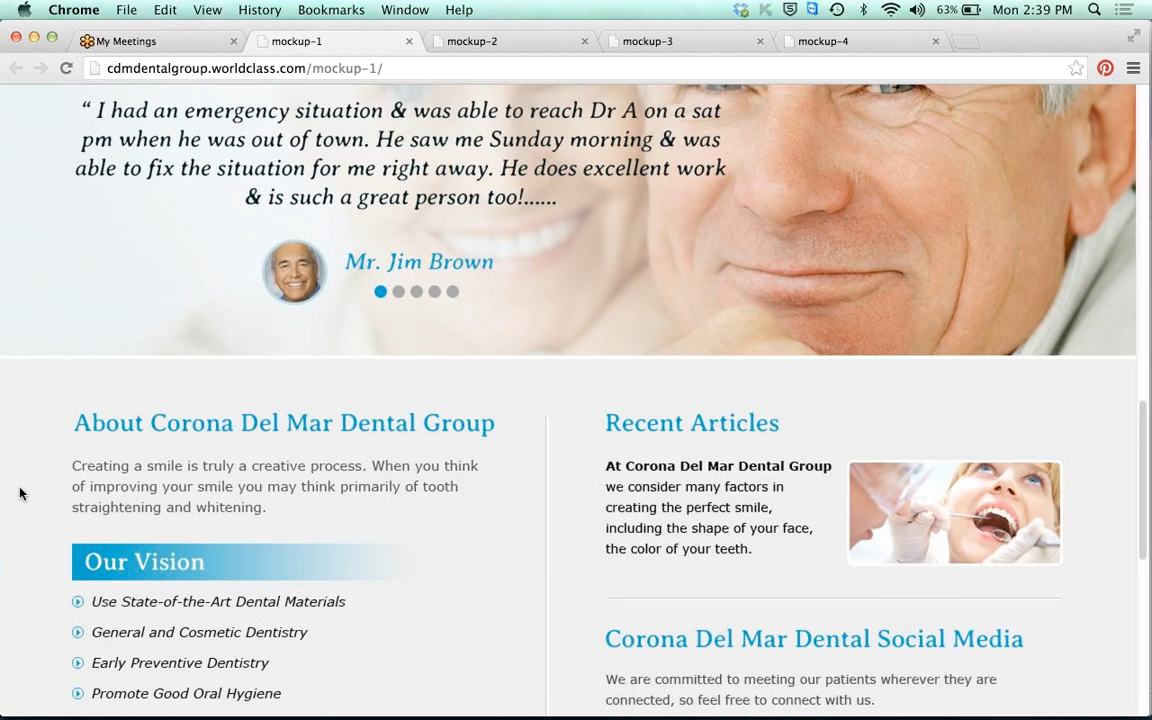 Chrome File Edit View History Bookmarks Window Help 63% Mon 2:39 PM
My Meetings mockup-1 mockup-2 mockup-3 mockup-4
cdmdentalgroup.worldclass.com/mockup-1/
“ I had an emergency situation & was able to reach Dr A on a sat
pm when he was out of town. He saw me Sunday morning & was
able to fix the situation for me right away. He does excellent work
& is such a great person too!......
Mr. Jim Brown
About Corona Del Mar Dental Group
Creating a smile is truly a creative process. When you think
of improving your smile you may think primarily of tooth
straightening and whitening.
Our Vision
Use State-of-the-Art Dental Materials
General and Cosmetic Dentistry
Early Preventive Dentistry
Promote Good Oral Hygiene
Recent Articles
At Corona Del Mar Dental Group
we consider many factors in
creating the perfect smile,
including the shape of your face,
the color of your teeth.
Corona Del Mar Dental Social Media
We are committed to meeting our patients wherever they are
connected, so feel free to connect with us.